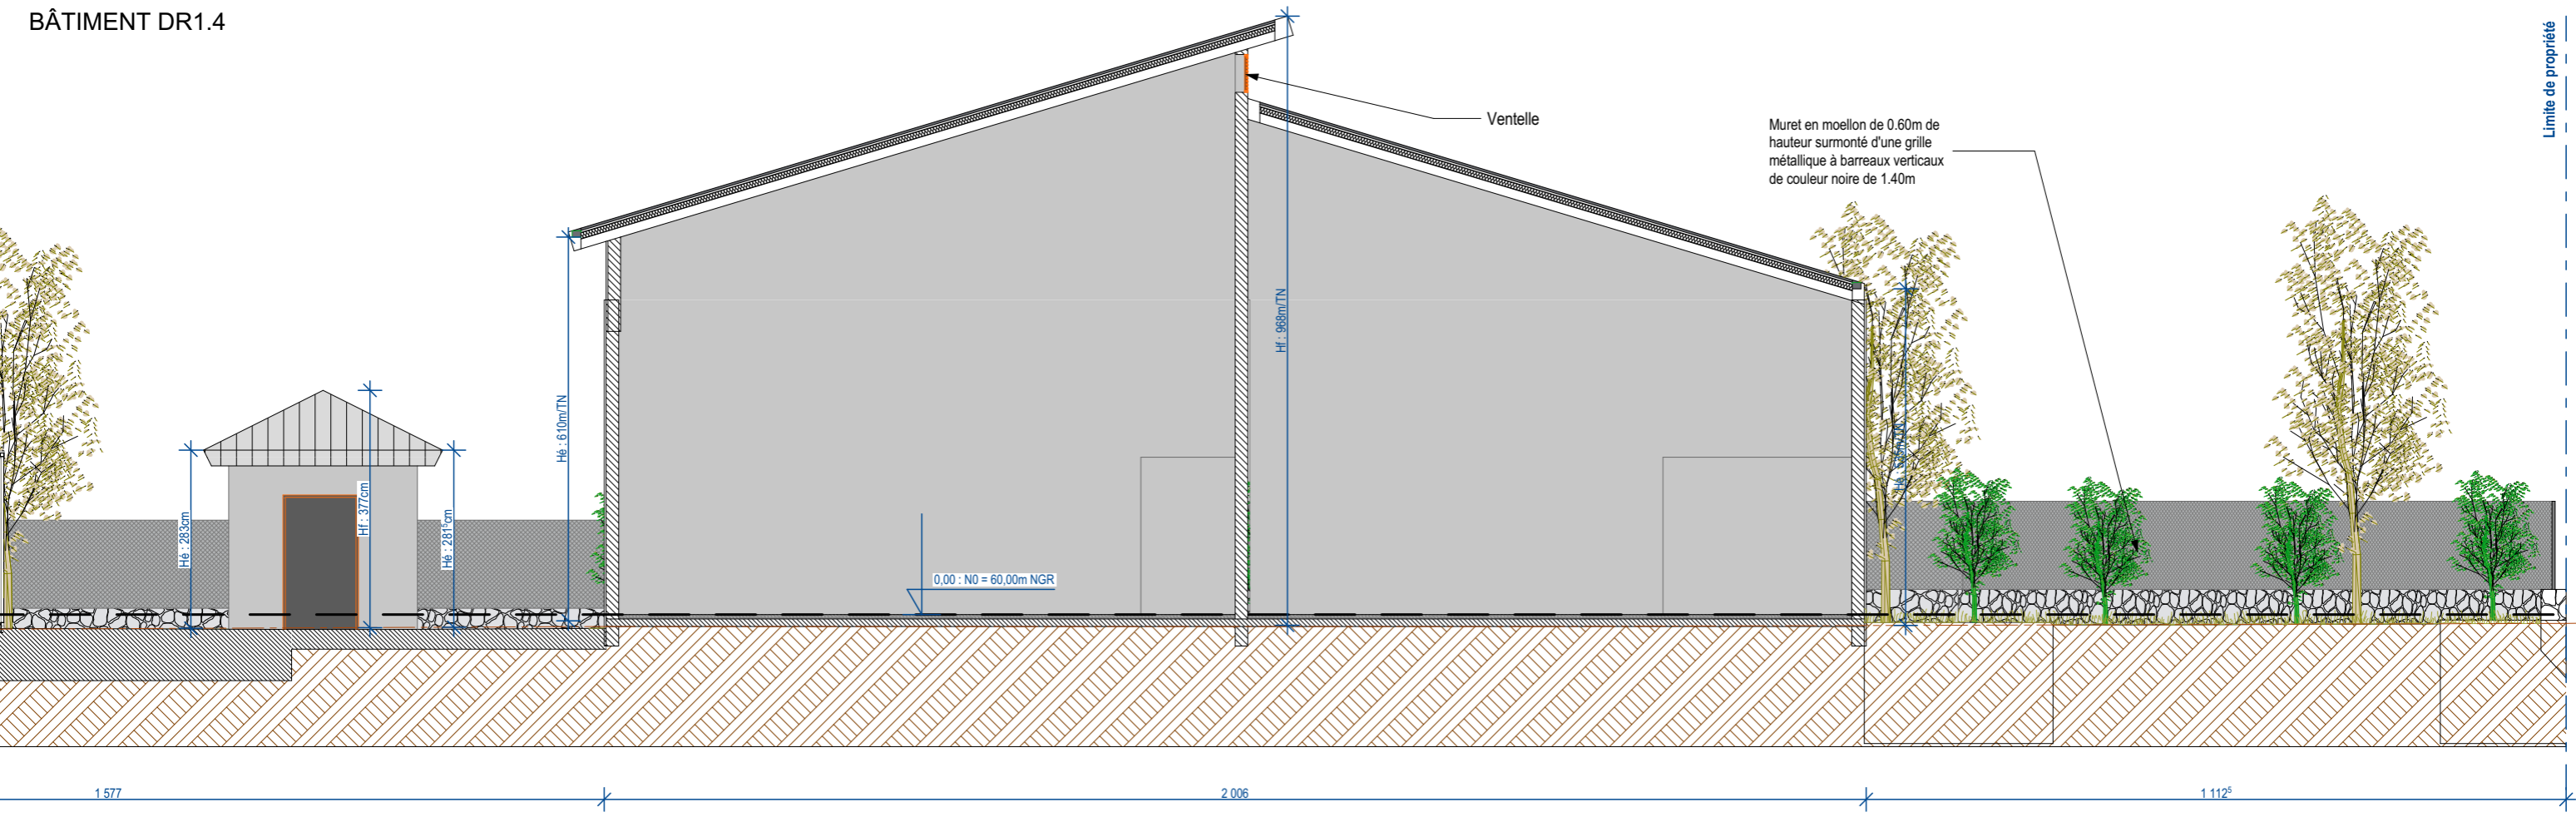 BÂTIMENT DR1.4
Limite de propriété
Ventelle
Muret en moellon de 0.60m de
hauteur surmonté d'une grille
métallique à barreaux verticaux
de couleur noire de 1.40m
Hf : 968m/TN
Hé : 610m/TN
Hf : 377cm
Hé : 283cm
Hé : 281⁵cm
0,00 : N0 = 60,00m NGR
1 577
2 006
1 112⁵